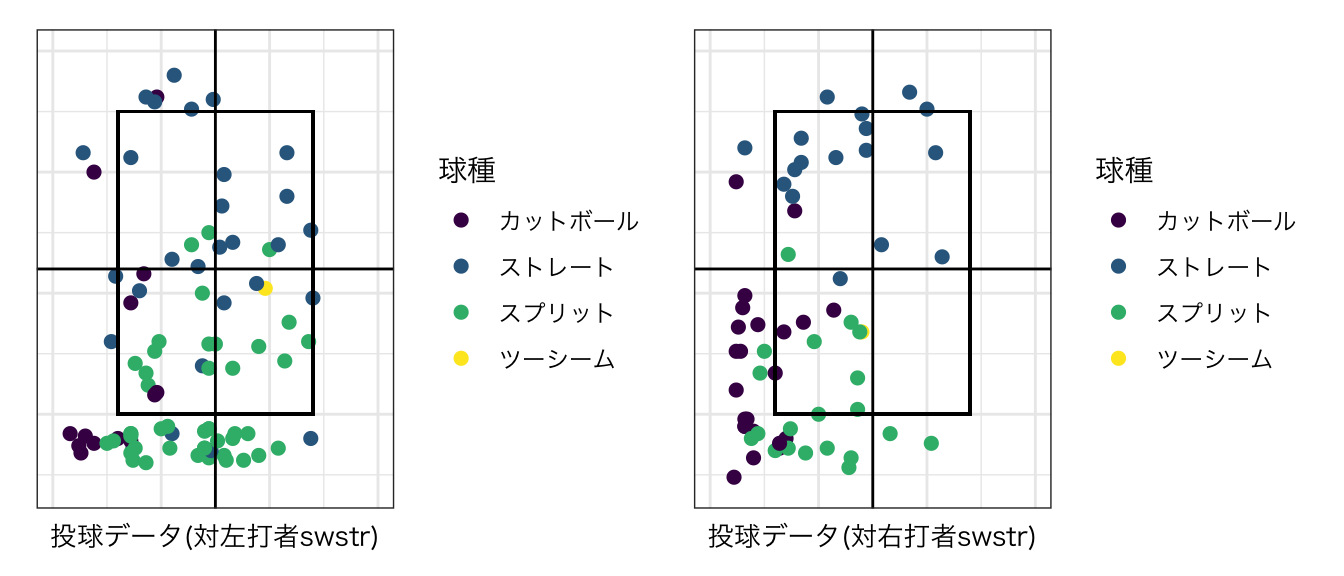 球種
カットボール
ストレート
スプリット
ツーシーム
投球データ(対左打者swstr)
球種
カットボール
ストレート
スプリット
ツーシーム
投球データ(対右打者swstr)